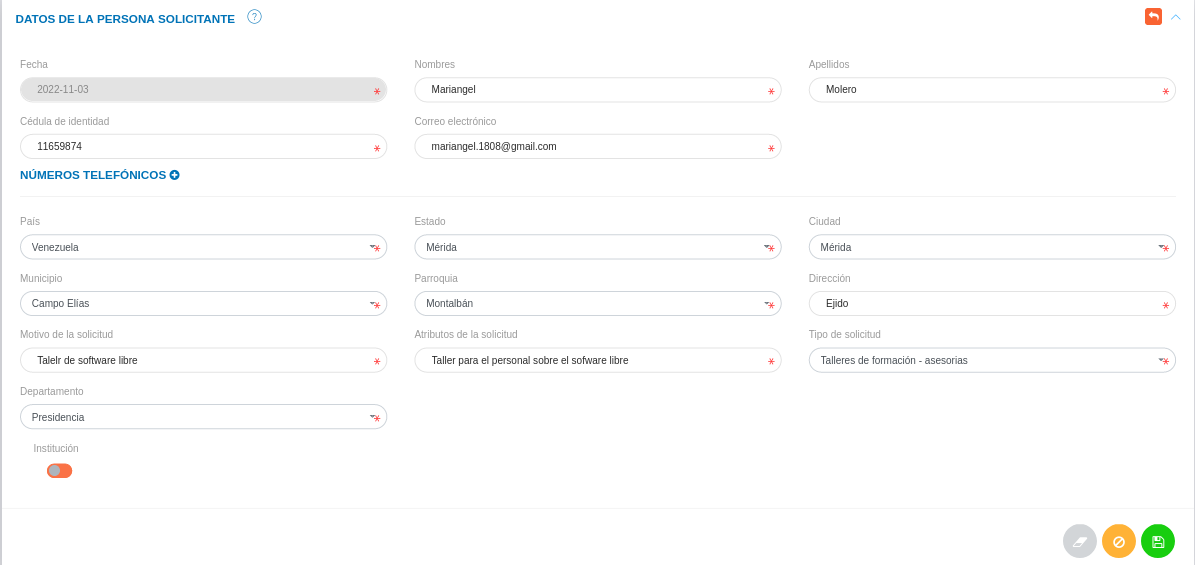 DATOS DE LA PERSONA SOLICITANTE ?
Fecha Nombres Apellidos
2022-11-03 * Mariangel * Molero *
Cédula de identidad Correo electrónico
11659874 * mariangel.1808@gmail.com *
NÚMEROS TELEFÓNICOS
País Estado Ciudad
Venezuela * Mérida * Mérida *
Municipio Parroquia Dirección
Campo Elías * Montalbán * Ejido *
Motivo de la solicitud Atributos de la solicitud Tipo de solicitud
Talelr de software libre * Taller para el personal sobre el sofware libre * Talleres de formación - asesorias *
Departamento
Presidencia *
Institución